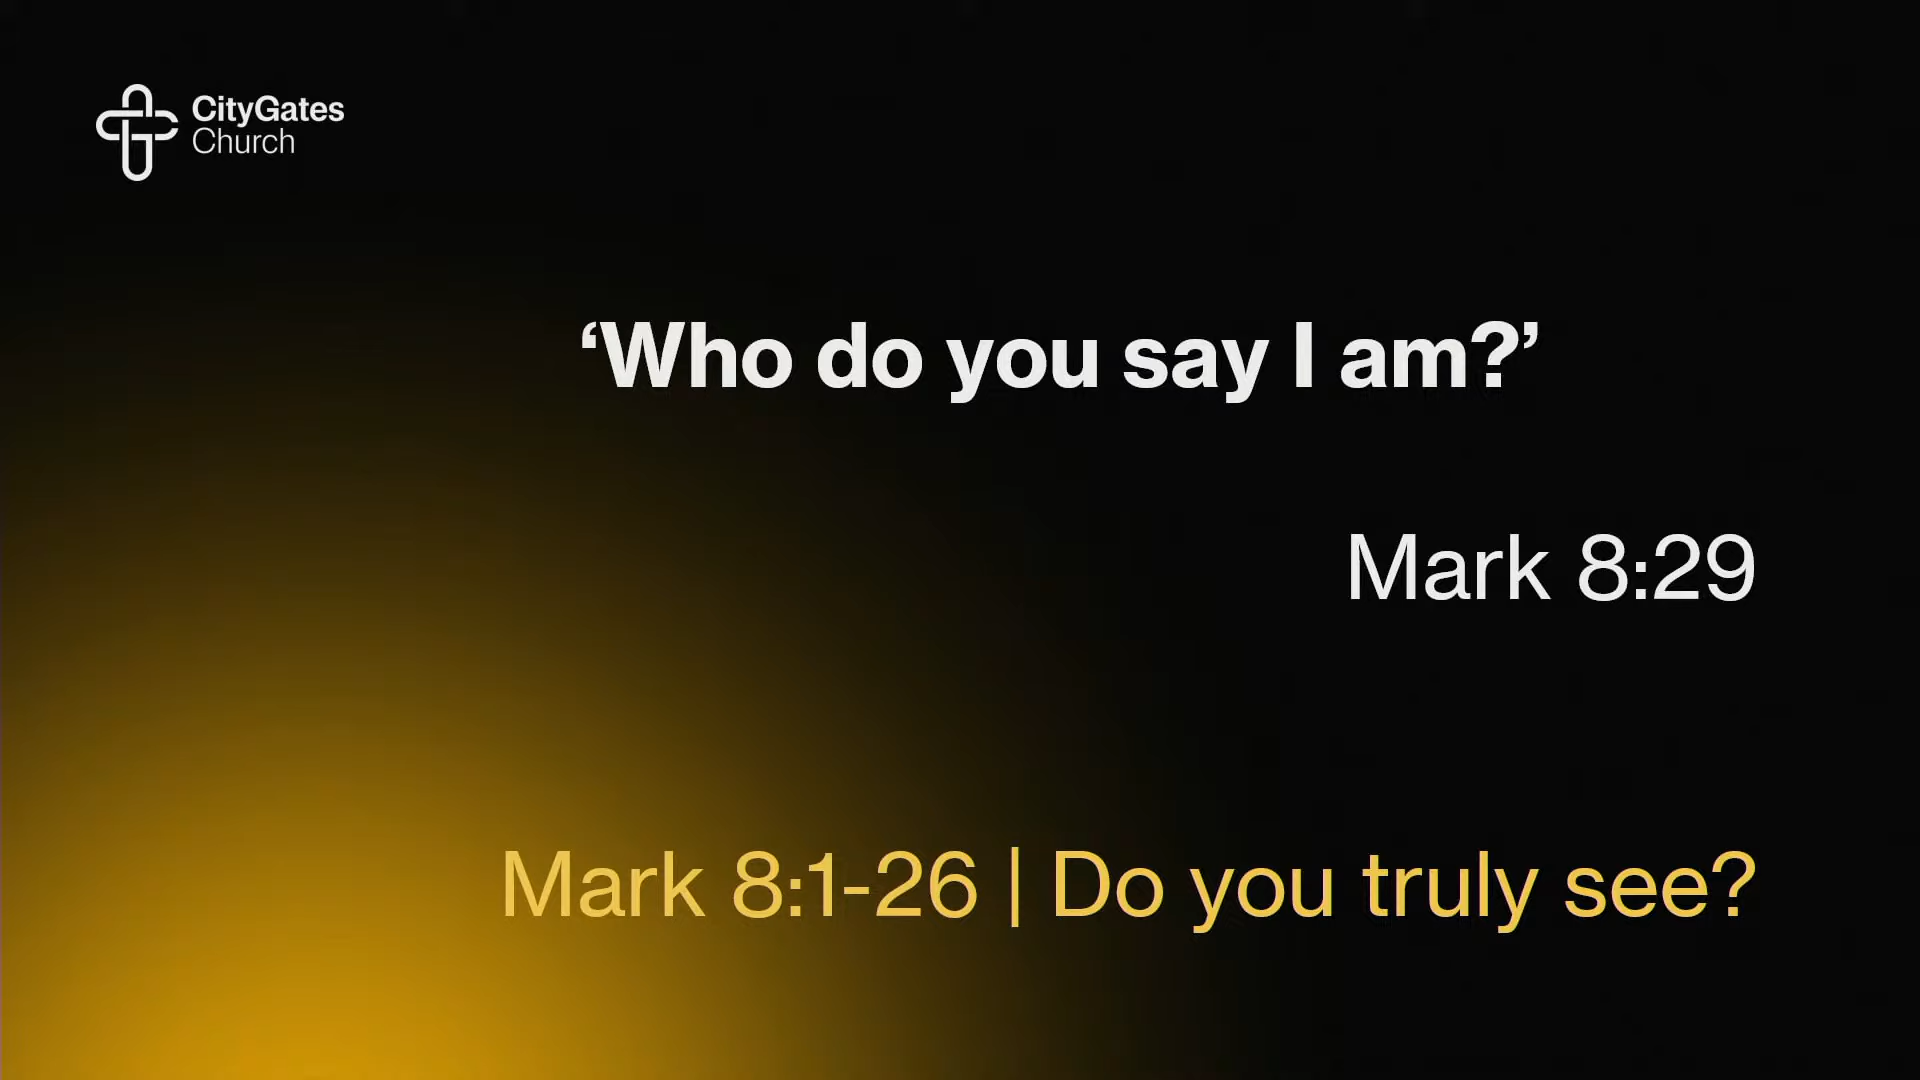 CityGates
Church
‘Who do you say I am?’
Mark 8:29
Mark 8:1-26 | Do you truly see?